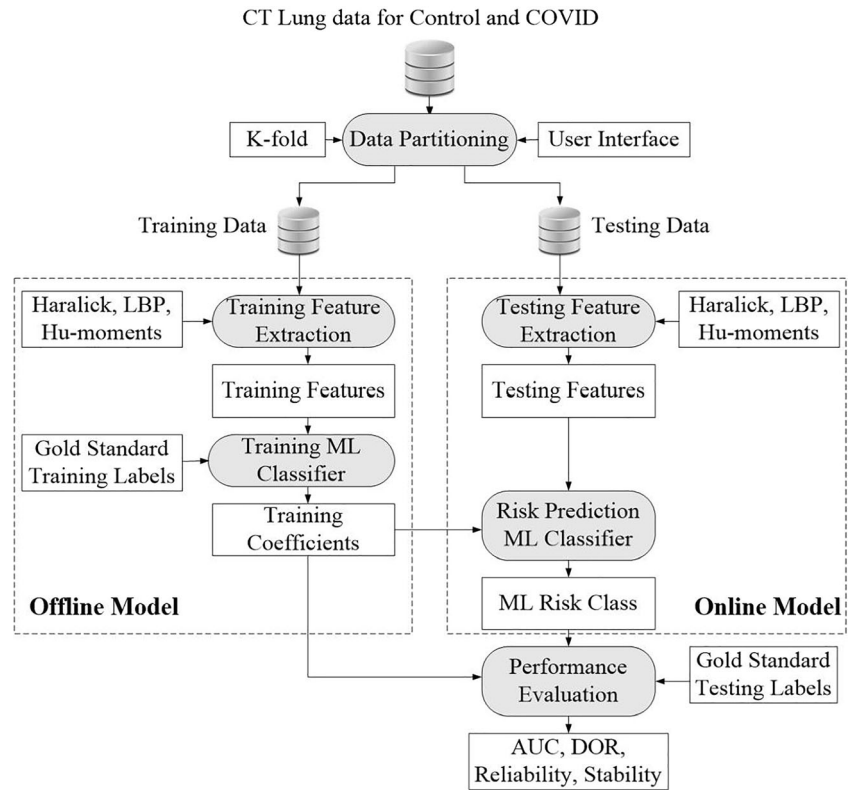 CT Lung data for Control and COVID
K-fold
Data Partitioning
User Interface
Training Data
Testing Data
Haralick, LBP,
Hu-moments
Training Feature
Extraction
Testing Feature
Extraction
Haralick, LBP,
Hu-moments
Training Features
Testing Features
Gold Standard
Training Labels
Training ML
Classifier
Training
Coefficients
Risk Prediction
ML Classifier
Offline Model
ML Risk Class
Online Model
Performance
Evaluation
Gold Standard
Testing Labels
AUC, DOR,
Reliability, Stability